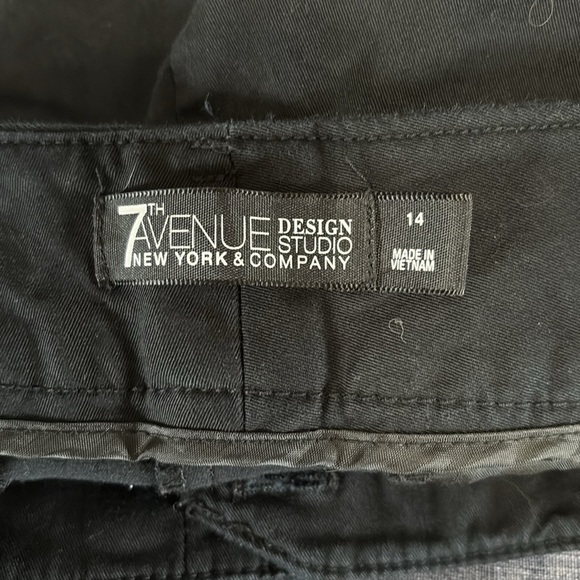 7TH AVENUE DESIGN STUDIO
NEW YORK & COMPANY
14
MADE IN
VIETNAM